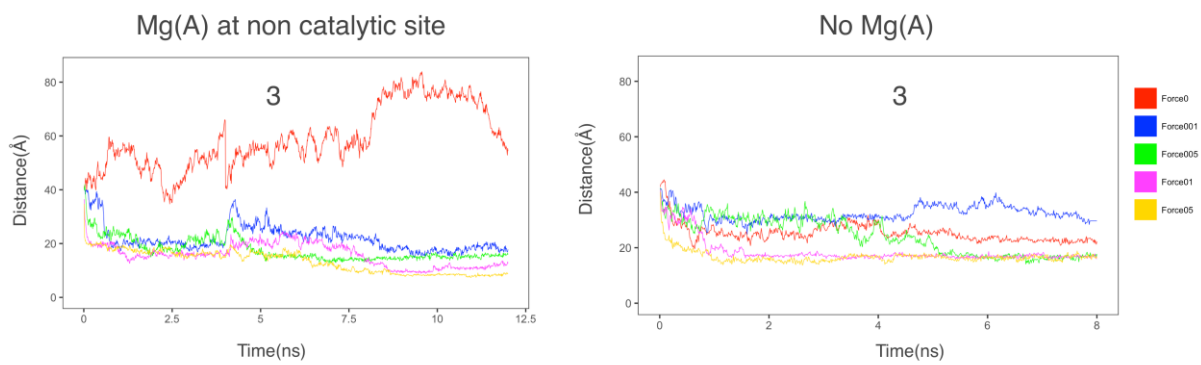 Mg(A) at non catalytic site
3
Distance(Å)
80
60
40
20
0
0
2.5
5
7.5
10
12.5
Time(ns)
No Mg(A)
3
Distance(Å)
80
60
40
20
0
0
2
4
6
8
Time(ns)
Force0
Force001
Force005
Force01
Force05